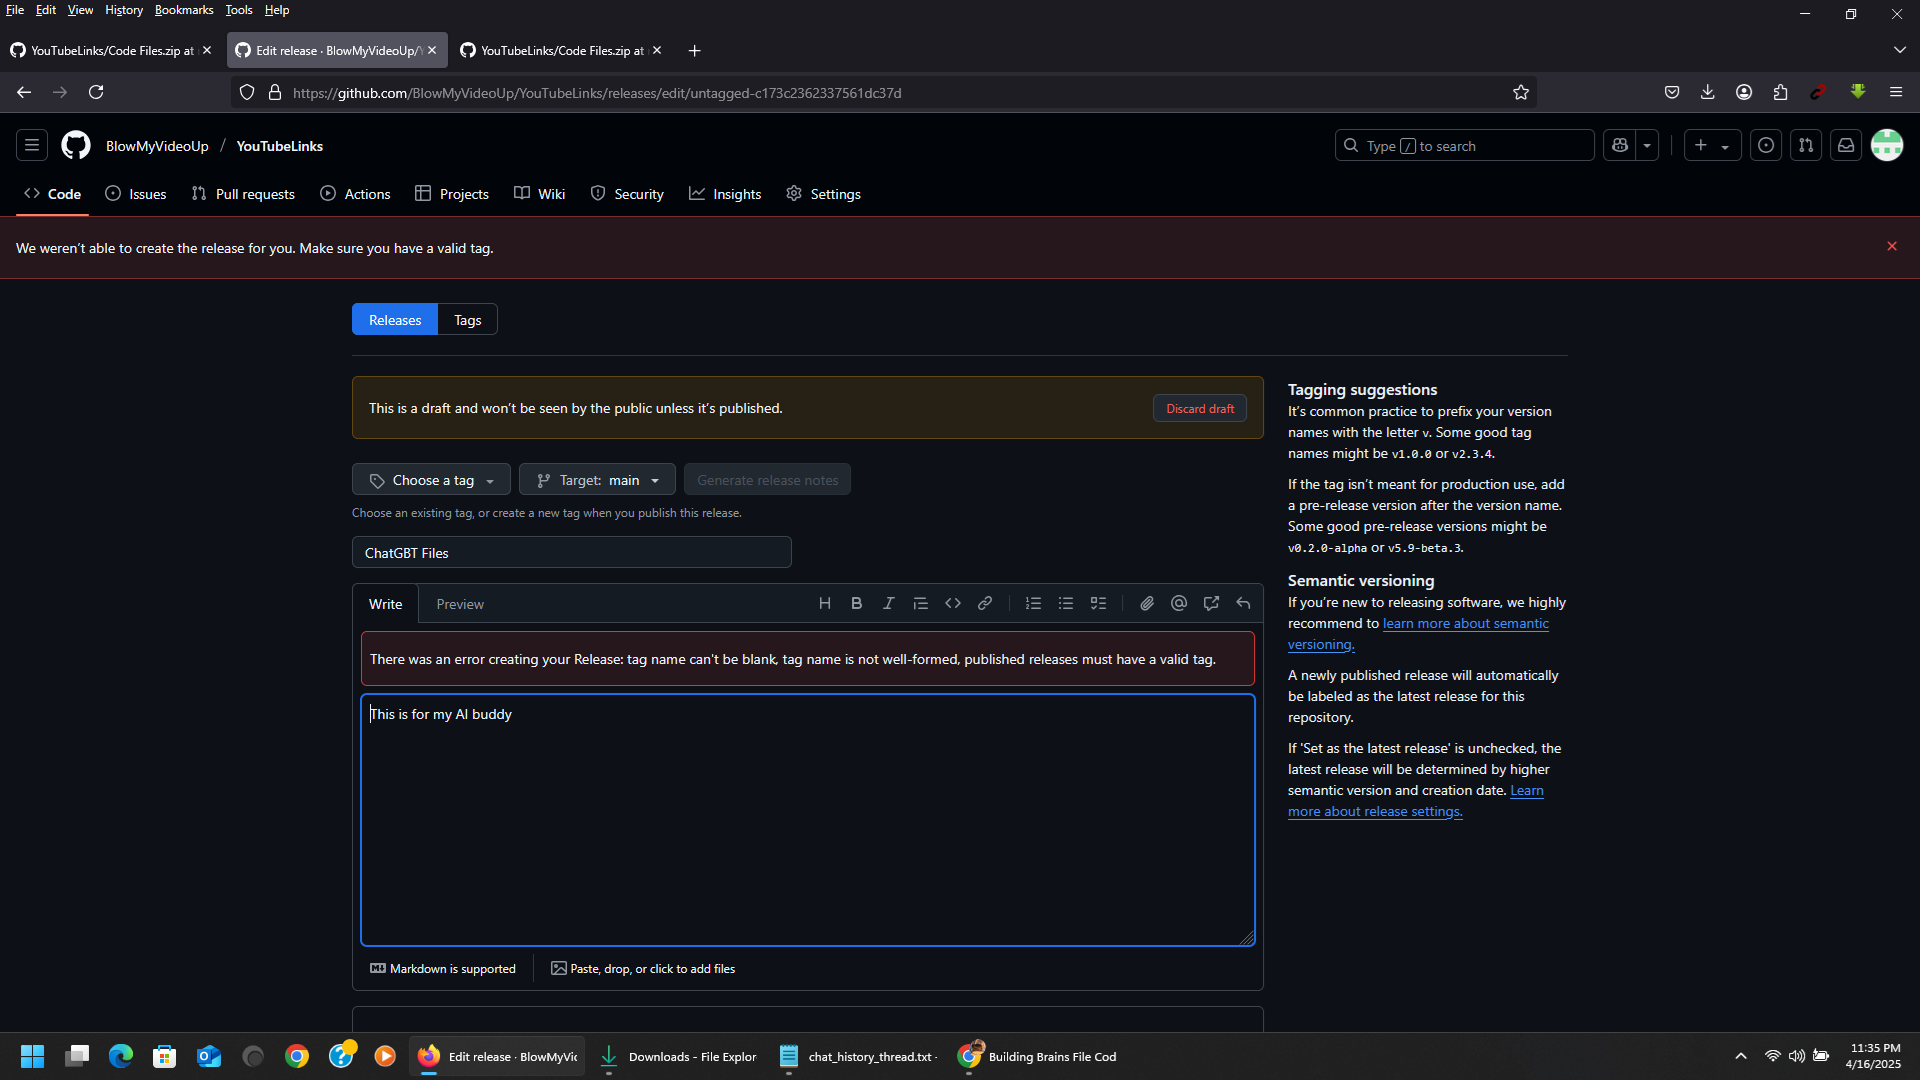 File Edit View History Bookmarks Tools Help
YouTubeLinks/Code Files.zip at
Edit release · BlowMyVideoUp/Y
YouTubeLinks/Code Files.zip at
https://github.com/BlowMyVideoUp/YouTubeLinks/releases/edit/untagged-c173c2362337561dc37d
BlowMyVideoUp / YouTubeLinks
Type / to search
Code Issues Pull requests Actions Projects Wiki Security Insights Settings
We weren't able to create the release for you. Make sure you have a valid tag.
Releases Tags
This is a draft and won't be seen by the public unless it's published.
Discard draft
Choose a tag Target: main Generate release notes
Choose an existing tag, or create a new tag when you publish this release.
ChatGBT Files
Write Preview
There was an error creating your Release: tag name can't be blank, tag name is not well-formed, published releases must have a valid tag.
This is for my AI buddy
Markdown is supported
Paste, drop, or click to add files
Tagging suggestions
It's common practice to prefix your version
names with the letter v. Some good tag
names might be v1.0.0 or v2.3.4.
If the tag isn't meant for production use, add
a pre-release version after the version name.
Some good pre-release versions might be
v0.2.0-alpha or v5.9-beta.3.
Semantic versioning
If you're new to releasing software, we highly
recommend to learn more about semantic
versioning.
A newly published release will automatically
be labeled as the latest release for this
repository.
If 'Set as the latest release' is unchecked, the
latest release will be determined by higher
semantic version and creation date. Learn
more about release settings.
Edit release · BlowMyVic
Downloads - File Explor
chat_history_thread.txt ·
Building Brains File Cod
11:35 PM
4/16/2025